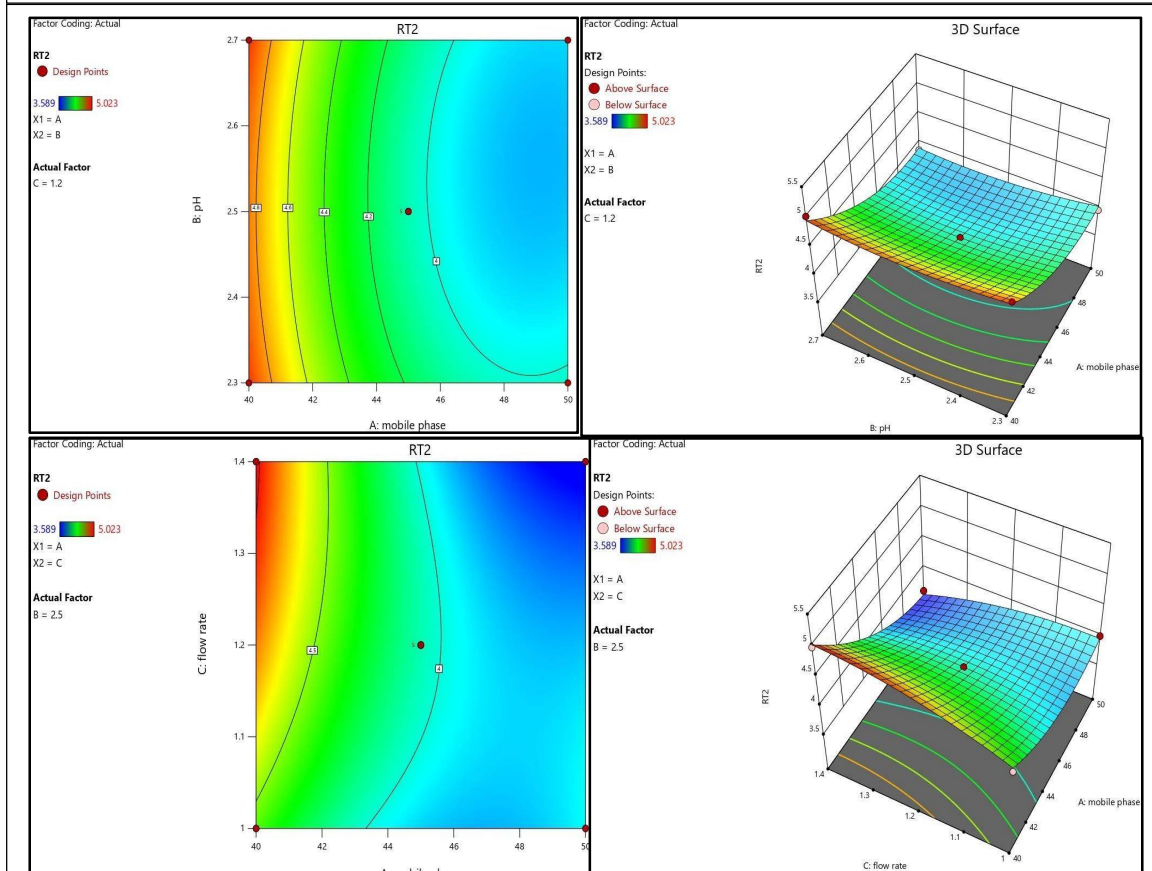 Factor Coding: Actual
RT2
RT2
Design Points
3.589 5.023
X1 = A
X2 = B
Actual Factor
C = 1.2
2.7
2.6
2.5
2.4
2.3
B: pH
4.8
4.6
4.4
4.2
4
5
40
42
44
46
48
50
A: mobile phase
Factor Coding: Actual
3D Surface
RT2
Design Points:
Above Surface
Below Surface
3.589 5.023
X1 = A
X2 = B
Actual Factor
C = 1.2
5.5
5
4.5
4
3.5
RT2
2.7
2.6
2.5
2.4
2.3
40
42
44
46
48
50
A: mobile phase
B: pH
Factor Coding: Actual
RT2
RT2
Design Points
3.589 5.023
X1 = A
X2 = C
Actual Factor
B = 2.5
1.4
1.3
1.2
1.1
1
C: flow rate
4.5
4
5
40
42
44
46
48
50
Factor Coding: Actual
3D Surface
RT2
Design Points:
Above Surface
Below Surface
3.589 5.023
X1 = A
X2 = C
Actual Factor
B = 2.5
5.5
5
4.5
4
3.5
RT2
1.4
1.3
1.2
1.1
1
40
42
44
46
48
50
A: mobile phase
C: flow rate